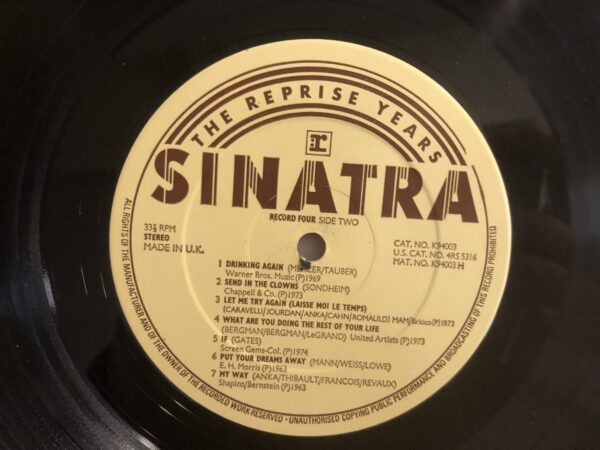 THE REPRISE YEARS
r
SINATRA
RECORD FOUR SIDE TWO
33⅓ RPM
STEREO
MADE IN U.K.
CAT. NO. K94003
U.S. CAT. NO. 4RS 5316
MAT. NO. K94003 H
1 DRINKING AGAIN (MERCER/TAUBER)
Warner Bros. Music (P)1969
2 SEND IN THE CLOWNS (SONDHEIM)
Chappell & Co. (P)1973
3 LET ME TRY AGAIN (LAISSE MOI LE TEMPS)
(CARAVELLI/JOURDAN/ANKA/CAHN/ROMAULD) MAM/Britico(P)1973
4 WHAT ARE YOU DOING THE REST OF YOUR LIFE
(BERGMAN/BERGMAN/LeGRAND) United Artists (P)1973
5 IF (GATES)
Screen Gems-Col. (P)1974
6 PUT YOUR DREAMS AWAY (MANN/WEISS/LOWE)
E. H. Morris (P)1963
7 MY WAY (ANKA/THIBAULT/FRANCOIS/REVAUX)
Shapiro/Bernstein (P)1963
ALL RIGHTS OF THE MANUFACTURER AND OF THE OWNER OF THE RECORDED WORK RESERVED • UNAUTHORISED COPYING PUBLIC PERFORMANCE AND BROADCASTING OF THIS RECORD PROHIBITED